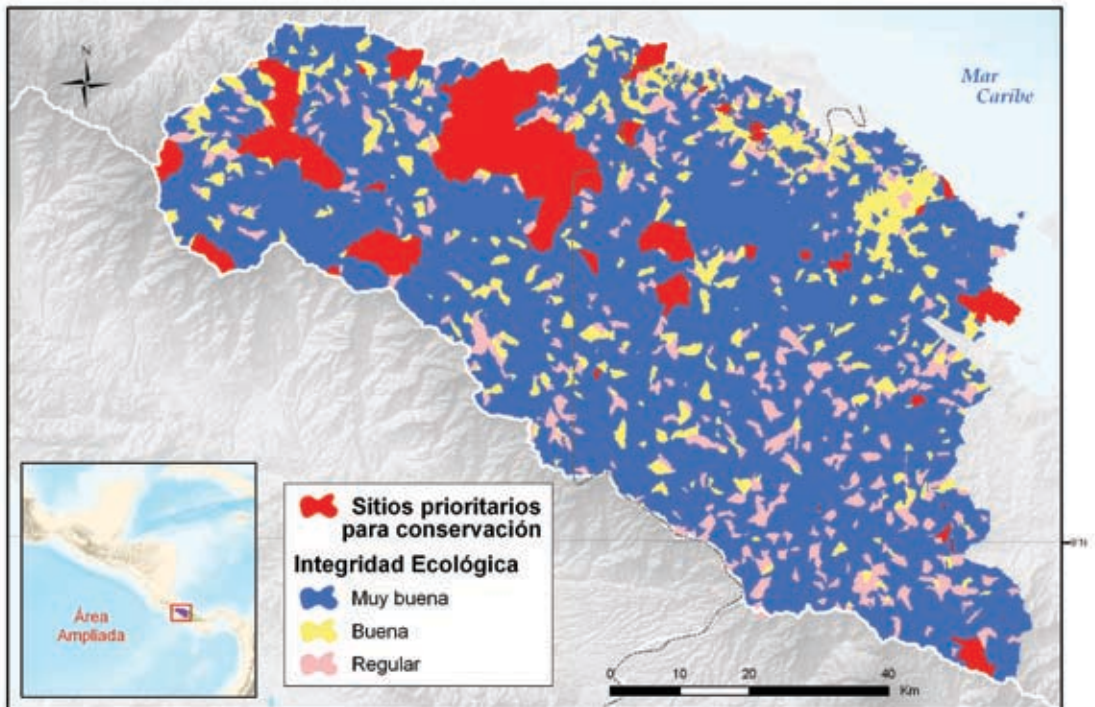 N
Mar
Caribe
Sitios prioritarios
para conservación
Integridad Ecológica
Muy buena
Buena
Regular
Área
Ampliada
0 10 20 40
Km